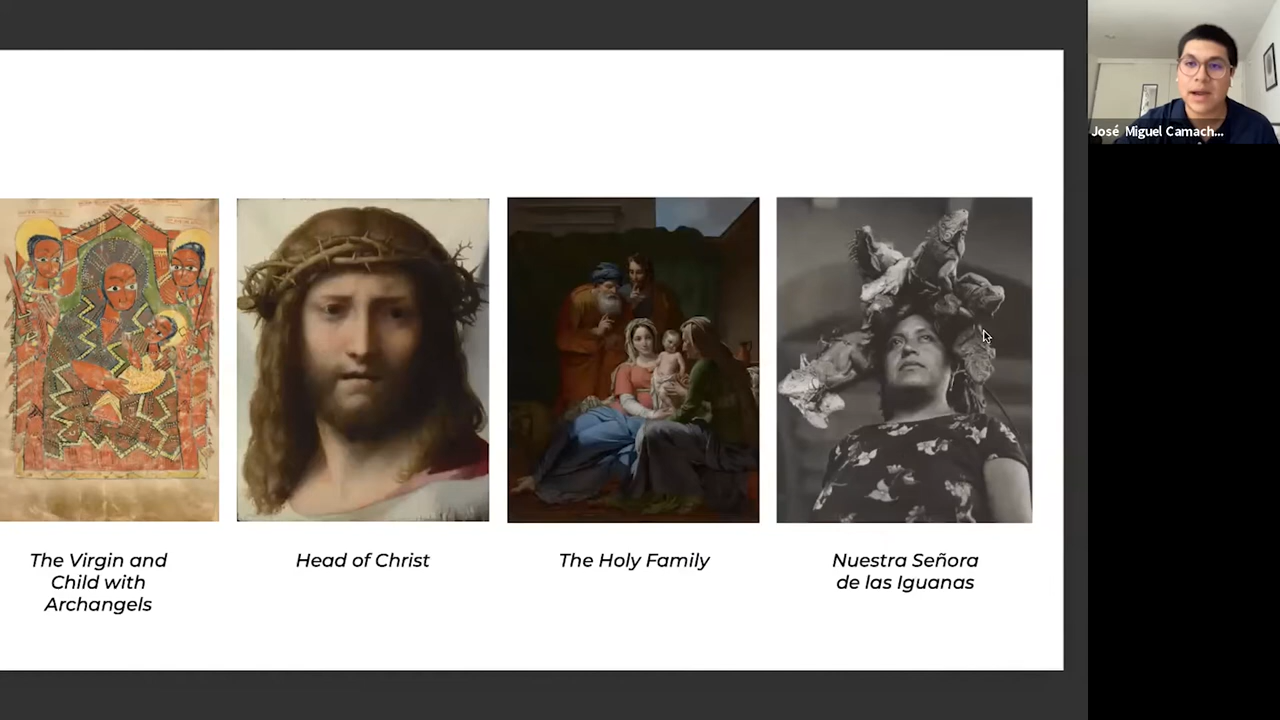 José Miguel Camach...
The Virgin and
Child with
Archangels
Head of Christ
The Holy Family
Nuestra Señora
de las Iguanas